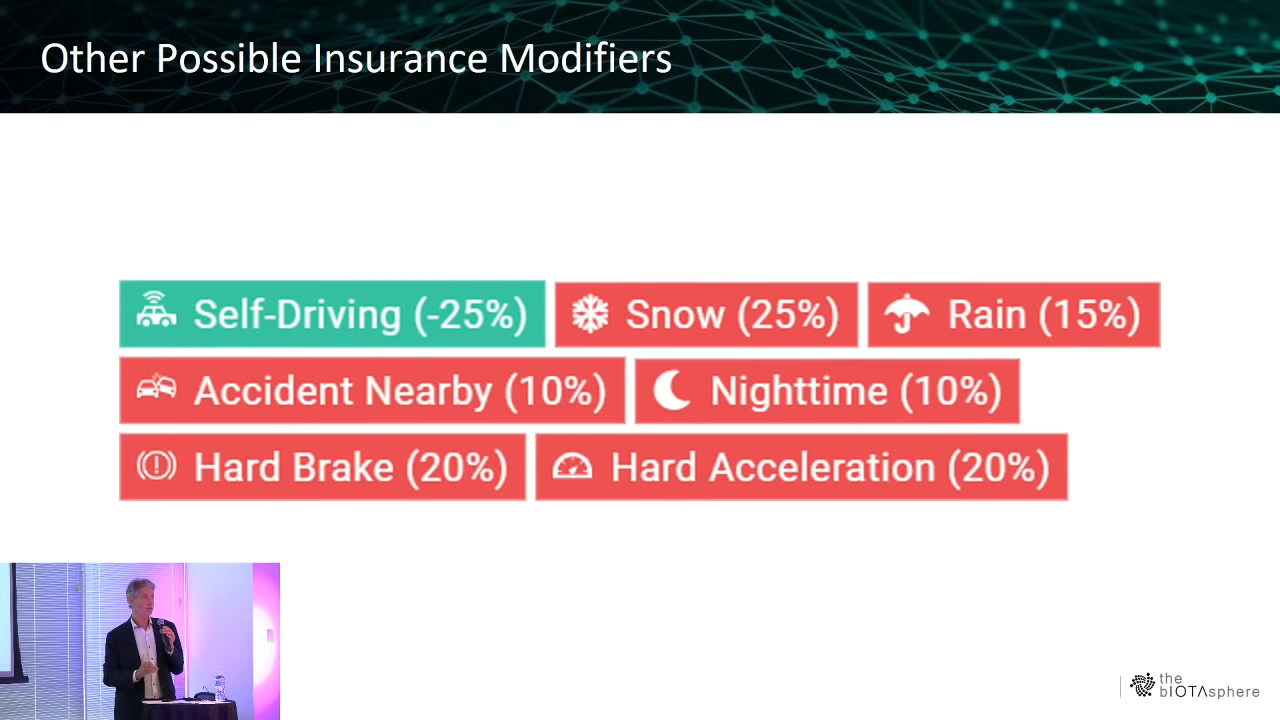 Other Possible Insurance Modifiers
Self-Driving (-25%) Snow (25%) Rain (15%)
Accident Nearby (10%) Nighttime (10%)
Hard Brake (20%) Hard Acceleration (20%)
the
bIOTAsphere